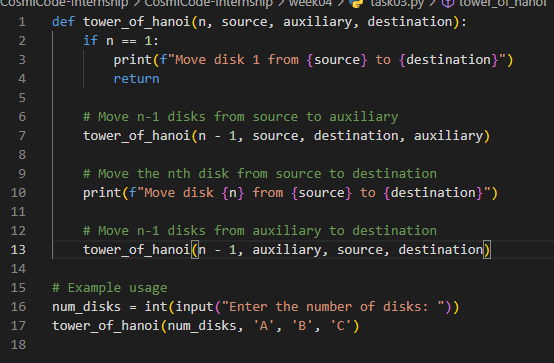 CosmiCode-Internship > CosmiCode-Internship > week04 > task03.py > tower_of_hanoi
1 def tower_of_hanoi(n, source, auxiliary, destination):
2     if n == 1:
3         print(f"Move disk 1 from {source} to {destination}")
4         return
5
6     # Move n-1 disks from source to auxiliary
7     tower_of_hanoi(n - 1, source, destination, auxiliary)
8
9     # Move the nth disk from source to destination
10     print(f"Move disk {n} from {source} to {destination}")
11
12     # Move n-1 disks from auxiliary to destination
13     tower_of_hanoi(n - 1, auxiliary, source, destination)
14
15 # Example usage
16 num_disks = int(input("Enter the number of disks: "))
17 tower_of_hanoi(num_disks, 'A', 'B', 'C')
18